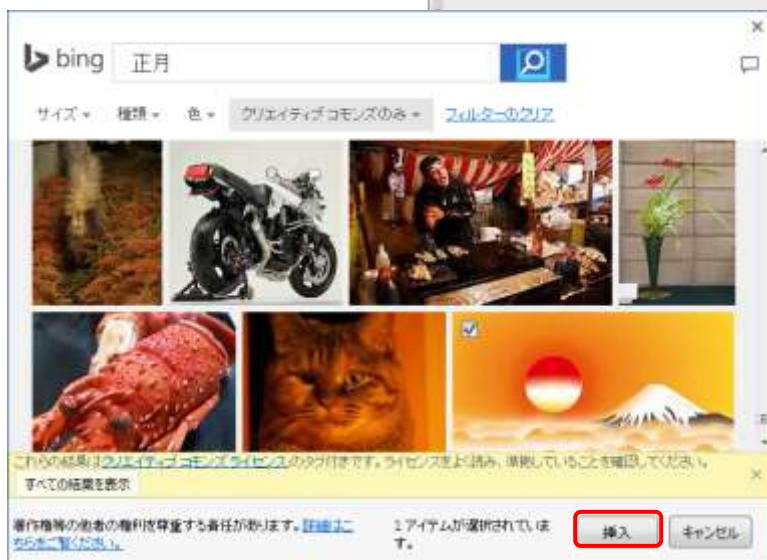 bing
正月
サイズ 種類 色 クリエイティブコモンズのみ フィルターのクリア
これらの結果はクリエイティブコモンズライセンスのタグ付きです。ライセンスをよく読み、準拠していることを確認してください。
すべての結果を表示
著作権等の他者の権利を尊重する責任があります。詳細はこ
ちらをご覧ください。
1 アイテムが選択されていま
す。
挿入
キャンセル